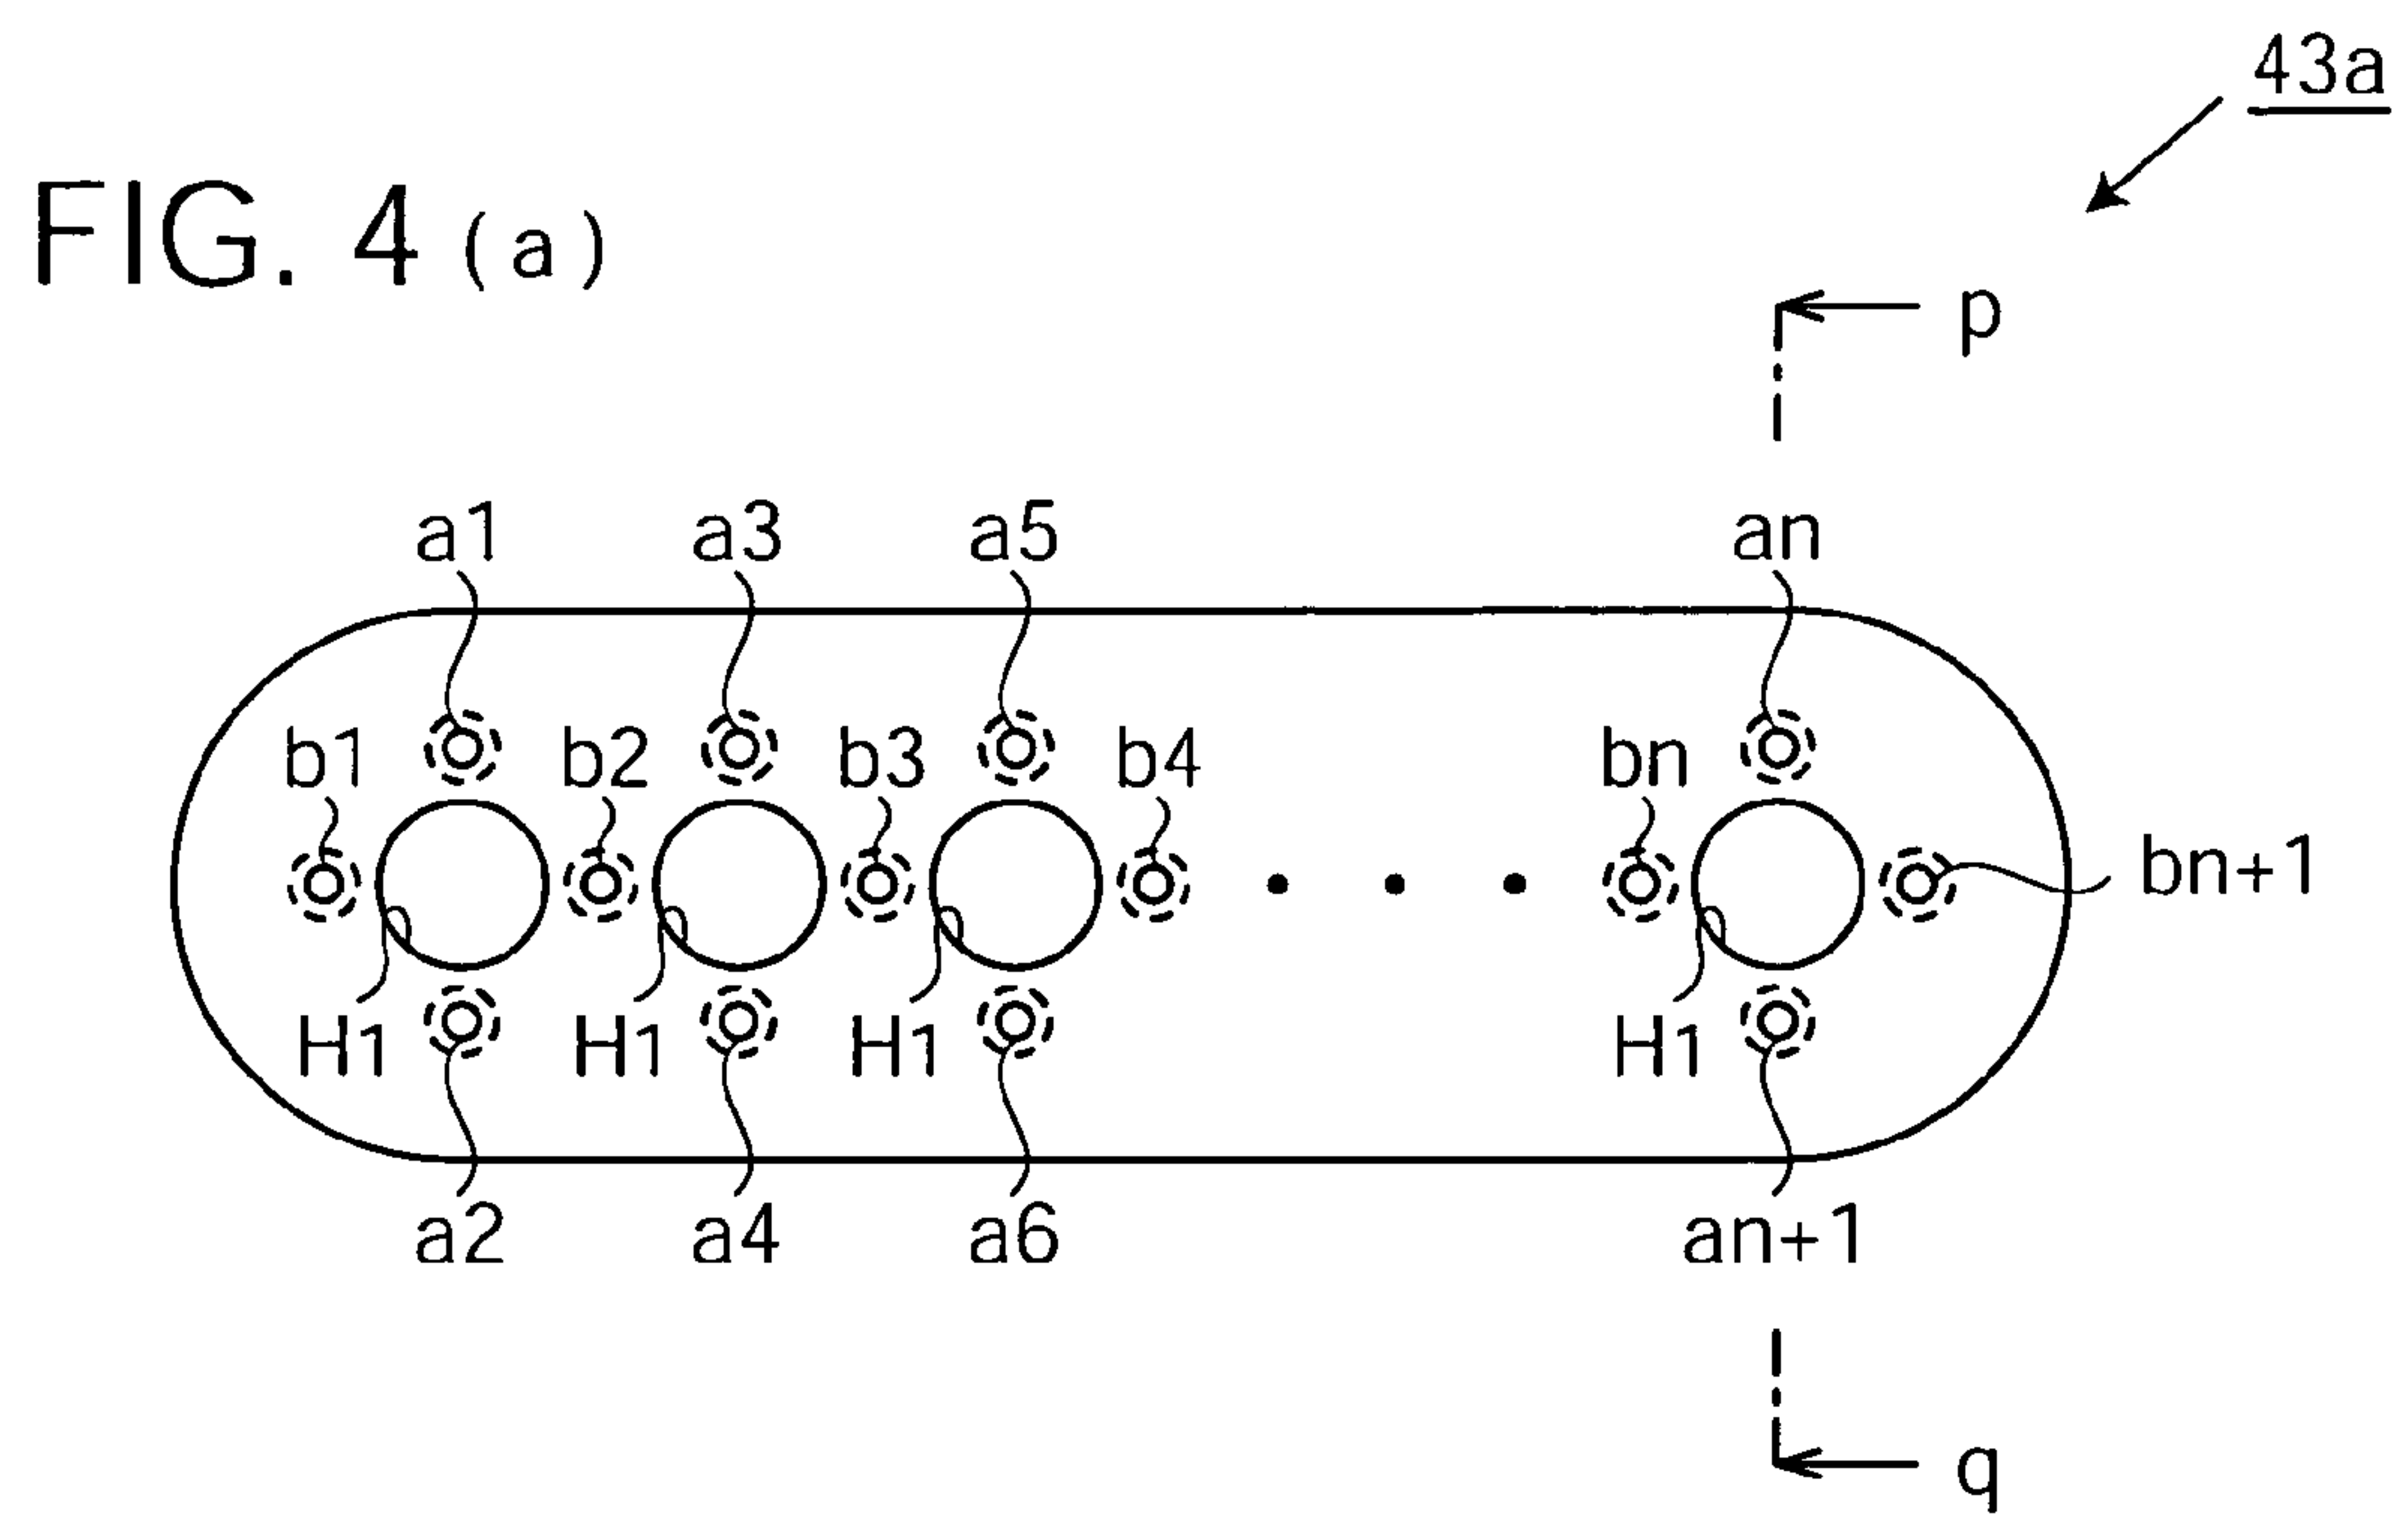 43a
FIG. 4 (a)
p
a1 a3 a5 an
b1 b2 b3 b4 bn
bn+1
H1 H1 H1 H1
a2 a4 a6 an+1
q